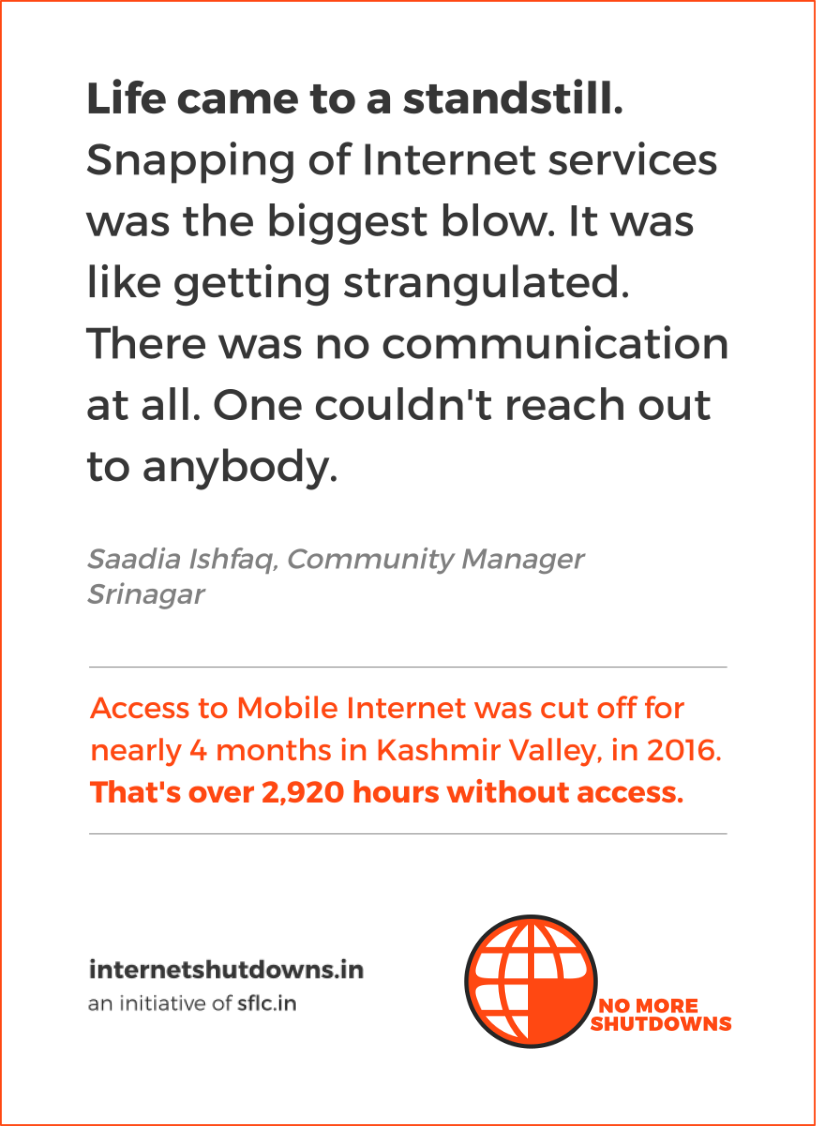 Life came to a standstill.
Snapping of Internet services
was the biggest blow. It was
like getting strangulated.
There was no communication
at all. One couldn't reach out
to anybody.
Saadia Ishfaq, Community Manager
Srinagar
Access to Mobile Internet was cut off for
nearly 4 months in Kashmir Valley, in 2016.
That's over 2,920 hours without access.
internetshutdowns.in
an initiative of sflc.in
NO MORE
SHUTDOWNS